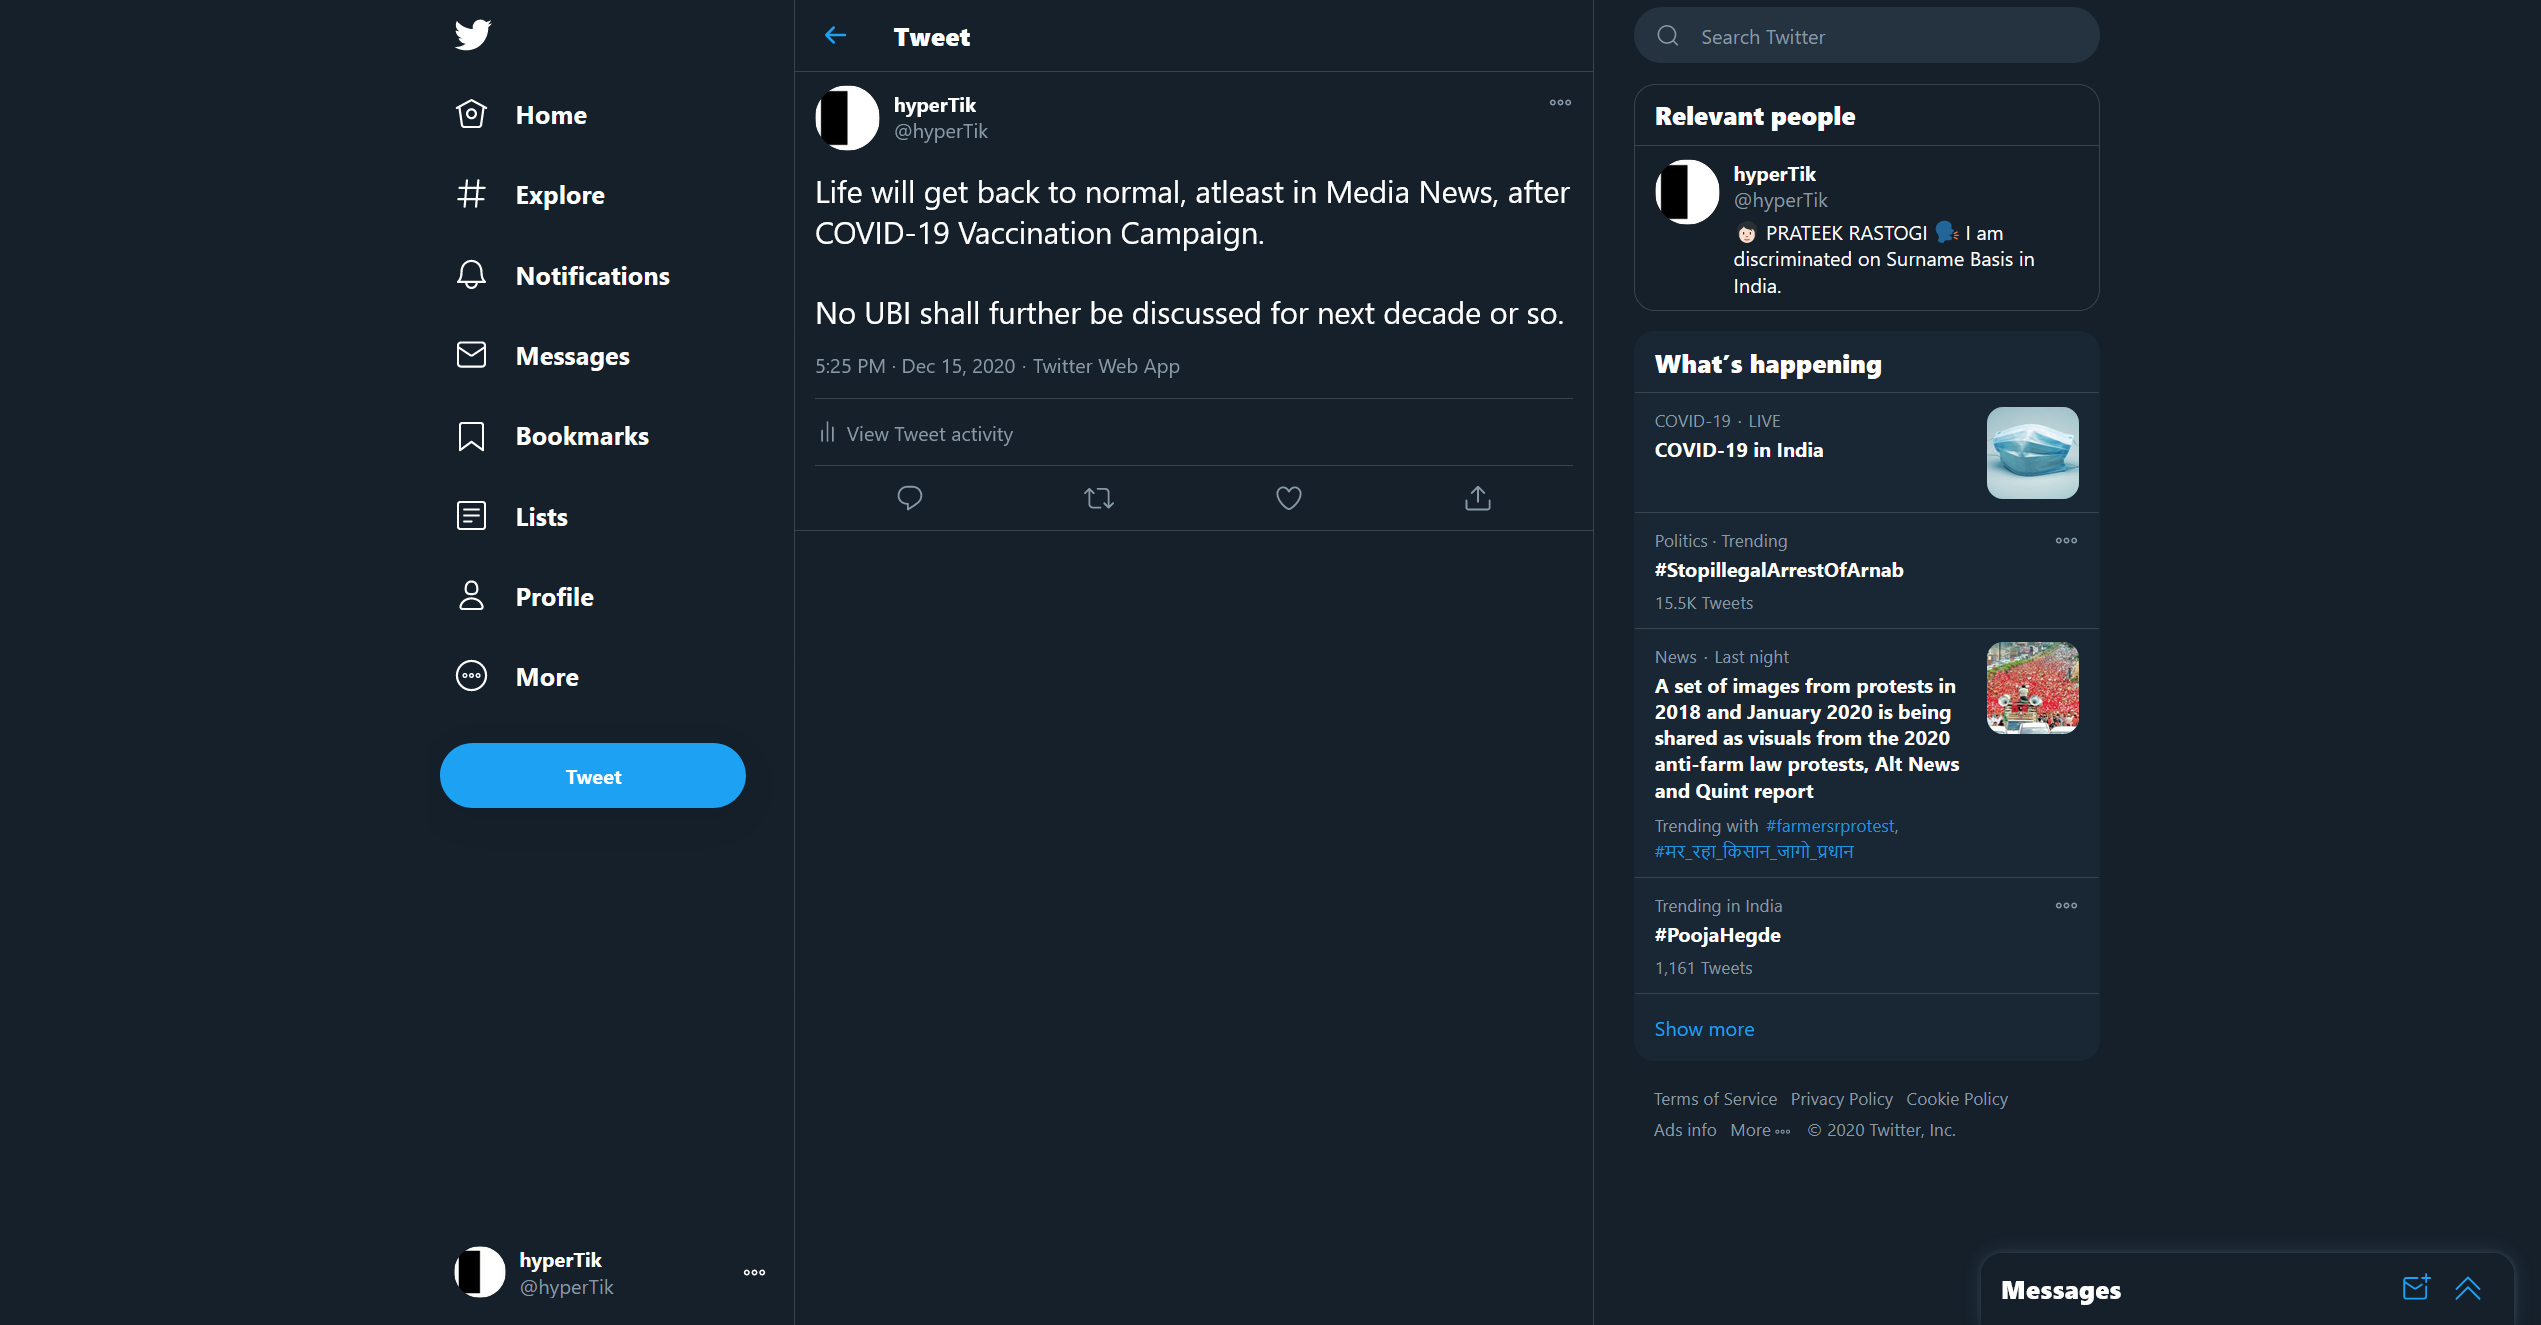 Home
Explore
Notifications
Messages
Bookmarks
Lists
Profile
More
Tweet
hyperTik
@hyperTik
Tweet
hyperTik
@hyperTik
Life will get back to normal, atleast in Media News, after
COVID-19 Vaccination Campaign.
No UBI shall further be discussed for next decade or so.
5:25 PM · Dec 15, 2020 · Twitter Web App
View Tweet activity
Search Twitter
Relevant people
hyperTik
@hyperTik
PRATEEK RASTOGI I am
discriminated on Surname Basis in
India.
What's happening
COVID-19 · LIVE
COVID-19 in India
Politics · Trending
#StopillegalArrestOfArnab
15.5K Tweets
News · Last night
A set of images from protests in
2018 and January 2020 is being
shared as visuals from the 2020
anti-farm law protests, Alt News
and Quint report
Trending with #farmersrprotest,
#मर_रहा_किसान_जागो_प्रधान
Trending in India
#PoojaHegde
1,161 Tweets
Show more
Terms of Service Privacy Policy Cookie Policy
Ads info More © 2020 Twitter, Inc.
Messages